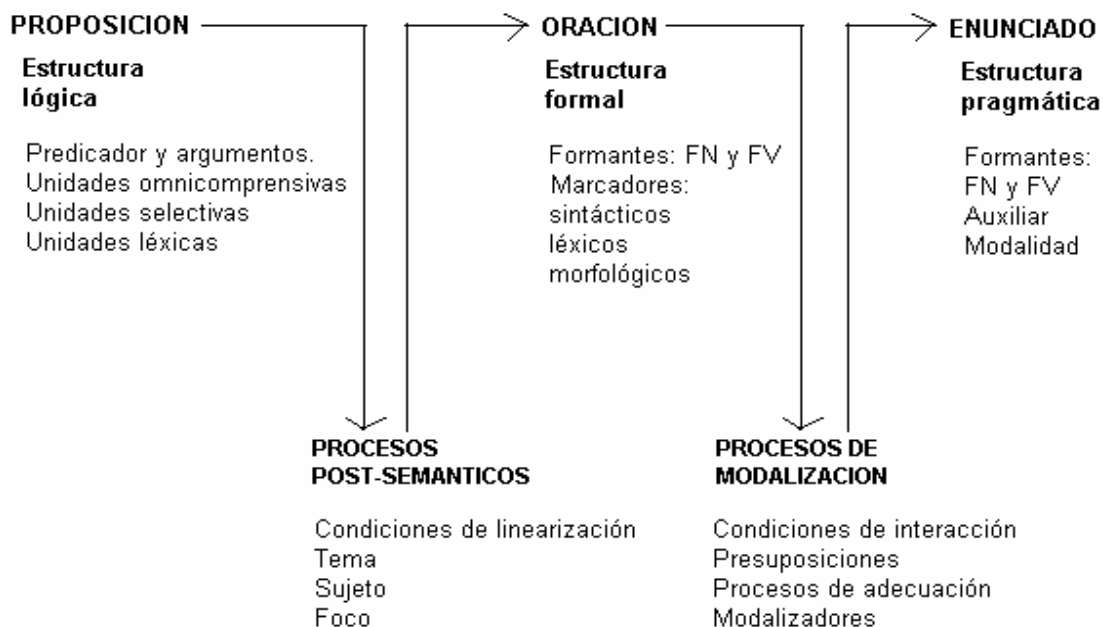 PROPOSICION
Estructura
lógica
Predicador y argumentos.
Unidades omnicomprensivas
Unidades selectivas
Unidades léxicas
PROCESOS
POST-SEMANTICOS
Condiciones de linearización
Tema
Sujeto
Foco
ORACION
Estructura
formal
Formantes: FN y FV
Marcadores:
sintácticos
léxicos
morfológicos
PROCESOS DE
MODALIZACION
Condiciones de interacción
Presuposiciones
Procesos de adecuación
Modalizadores
ENUNCIADO
Estructura
pragmática
Formantes:
FN y FV
Auxiliar
Modalidad